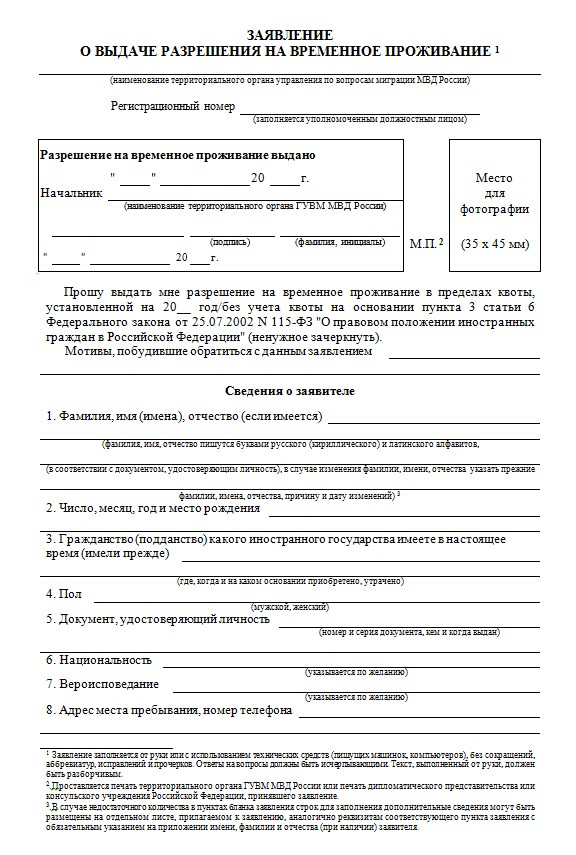 ЗАЯВЛЕНИЕ
О ВЫДАЧЕ РАЗРЕШЕНИЯ НА ВРЕМЕННОЕ ПРОЖИВАНИЕ 1
(наименование территориального органа управления по вопросам миграции МВД России)
Регистрационный номер
(заполняется уполномоченным должностным лицом)
Разрешение на временное проживание выдано
"____" ____________ 20 ____ г.
Начальник
(наименование территориального органа ГУВМ МВД России)
(подпись) (фамилия, инициалы)
"____" ____________ 20 ___ г.
М.П. 2
Место
для
фотографии
(35 x 45 мм)
Прошу выдать мне разрешение на временное проживание в пределах квоты,
установленной на 20__ год/без учета квоты на основании пункта 3 статьи 6
Федерального закона от 25.07.2002 N 115-ФЗ "О правовом положении иностранных
граждан в Российской Федерации" (ненужное зачеркнуть).
Мотивы, побудившие обратиться с данным заявлением
Сведения о заявителе
1. Фамилия, имя (имена), отчество (если имеется)
(фамилия, имя, отчество пишутся буквами русского (кириллического) и латинского алфавитов,
(в соответствии с документом, удостоверяющим личность), в случае изменения фамилии, имени, отчества указать прежние
фамилии, имена, отчества, причину и дату изменений) 3
2. Число, месяц, год и место рождения
3. Гражданство (подданство) какого иностранного государства имеете в настоящее
время (имели прежде)
(где, когда и на каком основании приобретено, утрачено)
4. Пол
(мужской, женский)
5. Документ, удостоверяющий личность
(номер и серия документа, кем и когда выдан)
6. Национальность
(указывается по желанию)
7. Вероисповедание
(указывается по желанию)
8. Адрес места пребывания, номер телефона
1 Заявление заполняется от руки или с использованием технических средств (пишущих машинок, компьютеров), без сокращений,
аббревиатур, исправлений и прочерков. Ответы на вопросы должны быть исчерпывающими. Текст, выполненный от руки, должен
быть разборчивым.
2 Проставляется печать территориального органа ГУВМ МВД России или печать дипломатического представительства или
консульского учреждения Российской Федерации, принявшего заявление.
3 В случае недостаточного количества в пунктах бланка заявления строк для заполнения дополнительные сведения могут быть
размещены на отдельном листе, прилагаемом к заявлению, аналогично реквизитам соответствующего пункта заявления с
обязательным указанием на приложении имени, фамилии и отчества (при наличии) заявителя.